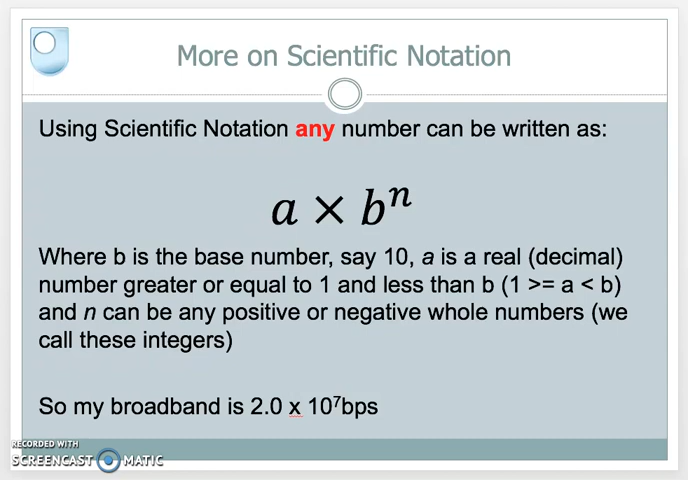 More on Scientific Notation
Using Scientific Notation any number can be written as:
a × bⁿ
Where b is the base number, say 10, a is a real (decimal)
number greater or equal to 1 and less than b (1 >= a < b)
and n can be any positive or negative whole numbers (we
call these integers)
So my broadband is 2.0 x 10⁷bps
RECORDED WITH
SCREENCAST MATIC